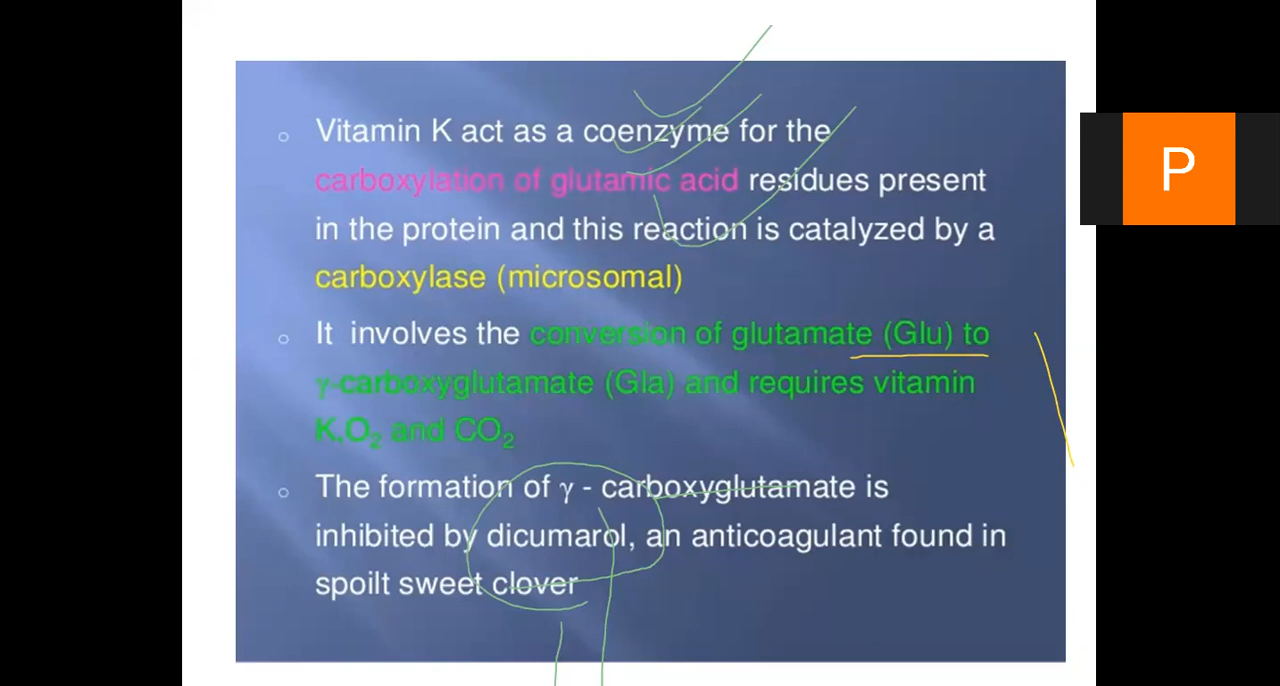 Vitamin K act as a coenzyme for the
carboxylation of glutamic acid residues present
in the protein and this reaction is catalyzed by a
carboxylase (microsomal)
It involves the conversion of glutamate (Glu) to
γ-carboxyglutamate (Gla) and requires vitamin
K,O₂ and CO₂
The formation of γ - carboxyglutamate is
inhibited by dicumarol, an anticoagulant found in
spoilt sweet clover
P